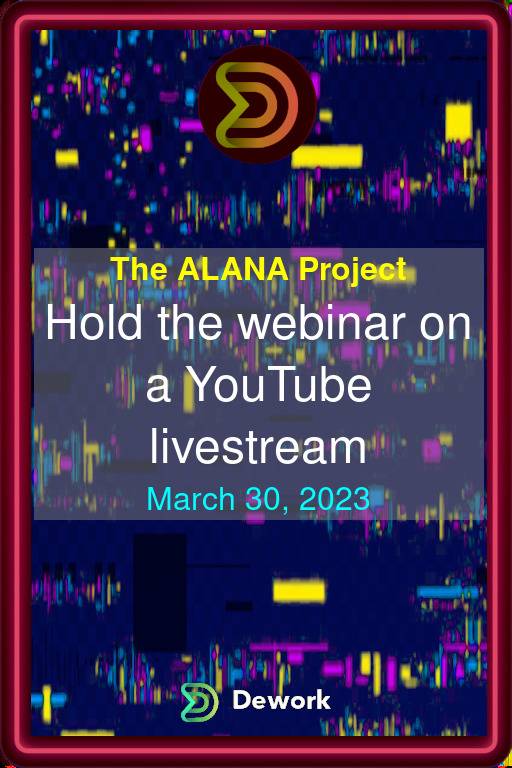 The ALANA Project
Hold the webinar on
a YouTube
livestream
March 30, 2023
Dework